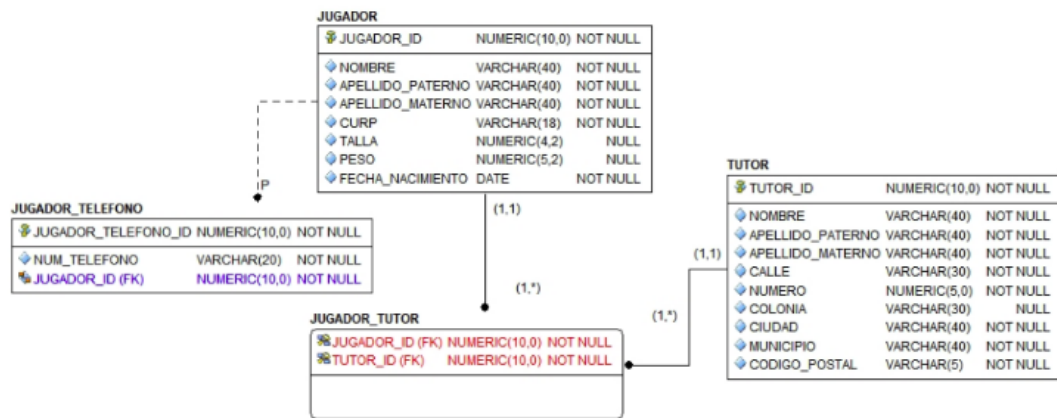 JUGADOR
JUGADOR_ID NUMERIC(10,0) NOT NULL
NOMBRE VARCHAR(40) NOT NULL
APELLIDO_PATERNO VARCHAR(40) NOT NULL
APELLIDO_MATERNO VARCHAR(40) NOT NULL
CURP VARCHAR(18) NOT NULL
TALLA NUMERIC(4,2) NULL
PESO NUMERIC(5,2) NULL
FECHA_NACIMIENTO DATE NOT NULL
P
JUGADOR_TELEFONO
JUGADOR_TELEFONO_ID NUMERIC(10,0) NOT NULL
NUM_TELEFONO VARCHAR(20) NOT NULL
JUGADOR_ID (FK) NUMERIC(10,0) NOT NULL
(1,1)
(1,*)
JUGADOR_TUTOR
JUGADOR_ID (FK) NUMERIC(10,0) NOT NULL
TUTOR_ID (FK) NUMERIC(10,0) NOT NULL
(1,1)
(1,*)
TUTOR
TUTOR_ID NUMERIC(10,0) NOT NULL
NOMBRE VARCHAR(40) NOT NULL
APELLIDO_PATERNO VARCHAR(40) NOT NULL
APELLIDO_MATERNO VARCHAR(40) NOT NULL
CALLE VARCHAR(30) NOT NULL
NUMERO NUMERIC(5,0) NOT NULL
COLONIA VARCHAR(30) NULL
CIUDAD VARCHAR(40) NOT NULL
MUNICIPIO VARCHAR(40) NOT NULL
CODIGO_POSTAL VARCHAR(5) NOT NULL